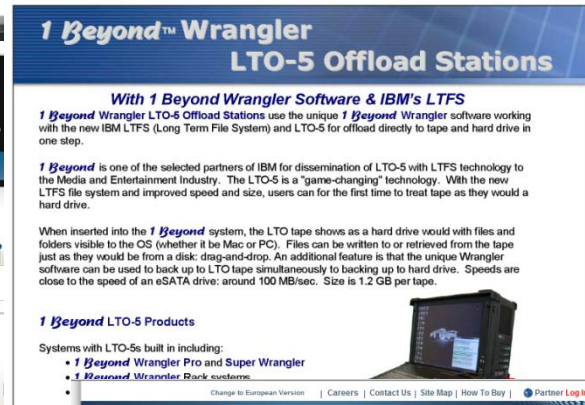 1 Beyond™ Wrangler
LTO-5 Offload Stations
With 1 Beyond Wrangler Software & IBM's LTFS
1 Beyond Wrangler LTO-5 Offload Stations use the unique 1 Beyond Wrangler software working
with the new IBM LTFS (Long Term File System) and LTO-5 for offload directly to tape and hard drive in
one step.
1 Beyond is one of the selected partners of IBM for dissemination of LTO-5 with LTFS technology to
the Media and Entertainment Industry. The LTO-5 is a "game-changing" technology. With the new
LTFS file system and improved speed and size, users can for the first time to treat tape as they would a
hard drive.
When inserted into the 1 Beyond system, the LTO tape shows as a hard drive would with files and
folders visible to the OS (whether it be Mac or PC). Files can be written to or retrieved from the tape
just as they would be from a disk: drag-and-drop. An additional feature is that the unique Wrangler
software can be used to back up to LTO tape simultaneously to backing up to hard drive. Speeds are
close to the speed of an eSATA drive: around 100 MB/sec. Size is 1.2 GB per tape.
1 Beyond LTO-5 Products
Systems with LTO-5s built in including:
• 1 Beyond Wrangler Pro and Super Wrangler
• 1 Beyond Wrangler Rack systems
•
Change to European Version | Careers | Contact Us | Site Map | How To Buy | Partner Log In